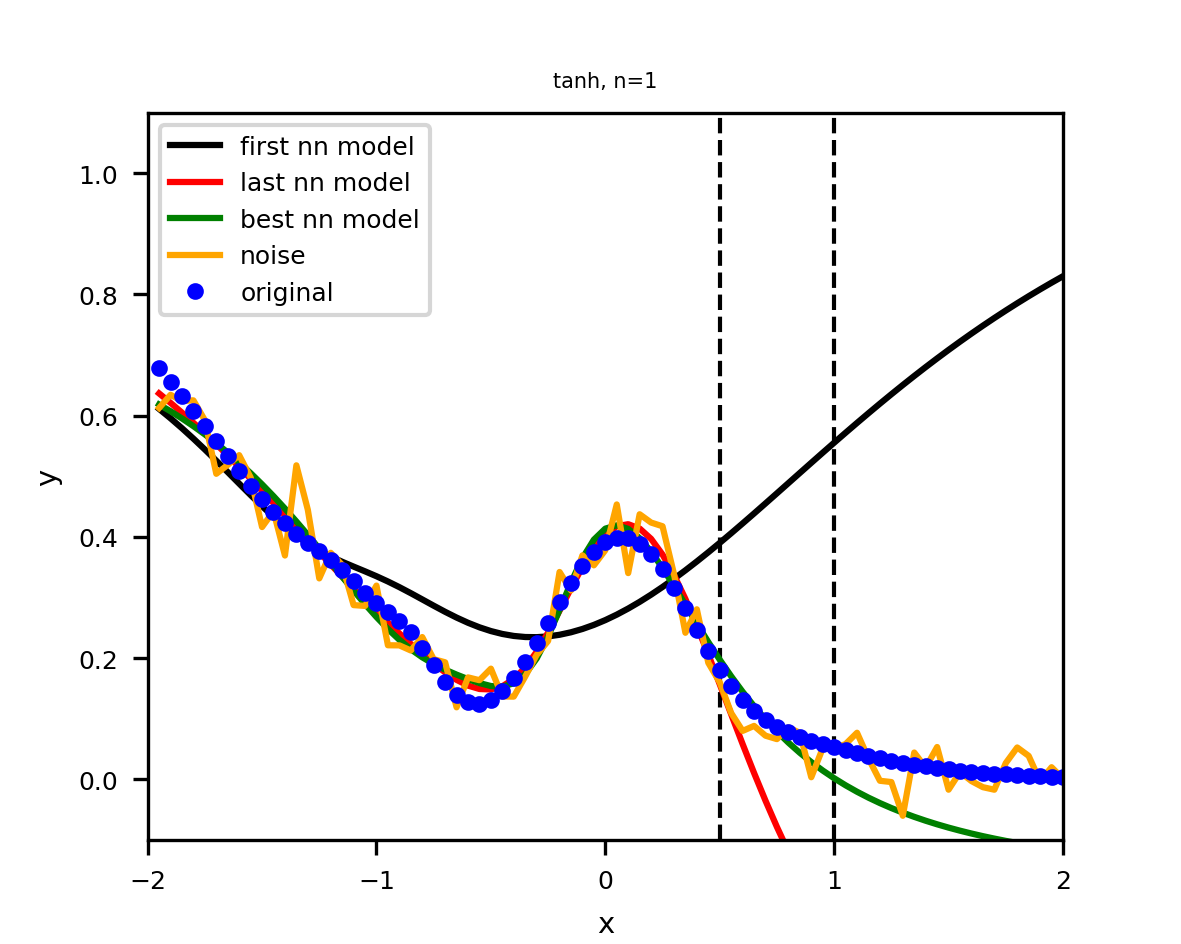 tanh, n=1
first nn model
last nn model
best nn model
noise
original
1.0
0.8
0.6
0.4
0.2
0.0
y
−2
−1
0
1
2
x